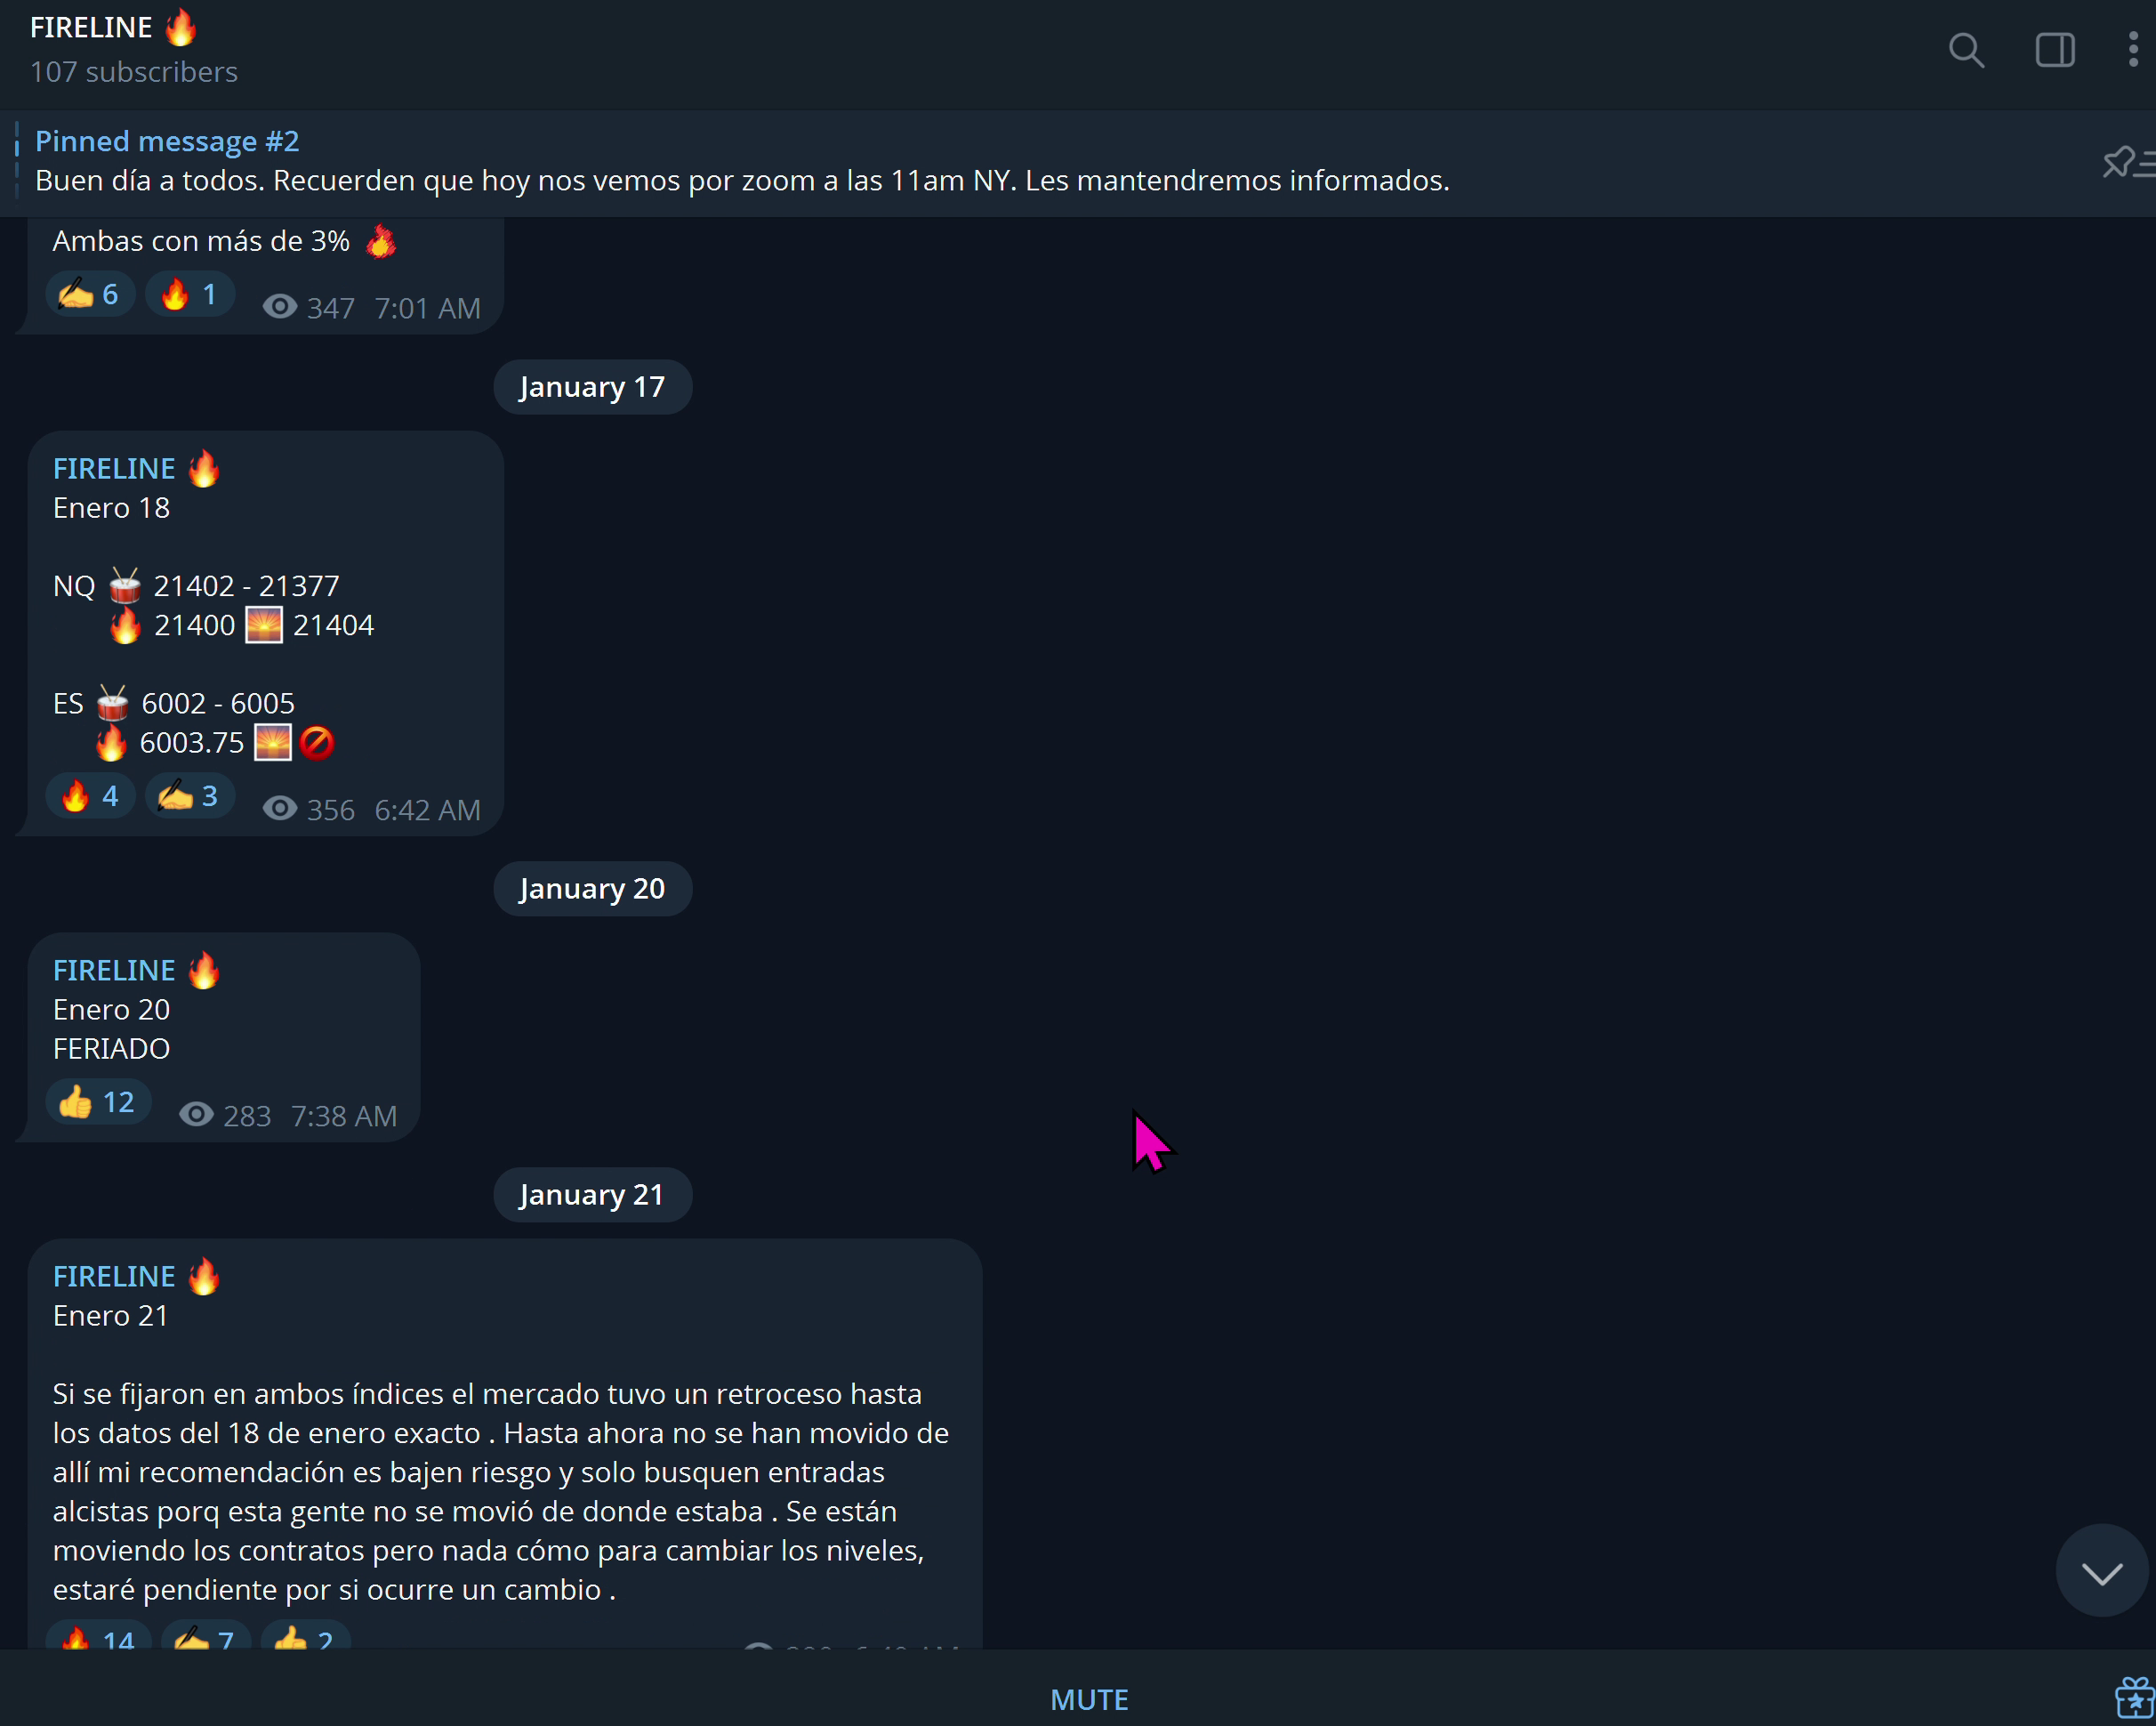 FIRELINE 🔥
107 subscribers
Pinned message #2
Buen día a todos. Recuerden que hoy nos vemos por zoom a las 11am NY. Les mantendremos informados.
Ambas con más de 3% 🔥
✍️ 6 🔥 1 347 7:01 AM
January 17
FIRELINE 🔥
Enero 18
NQ 🥁 21402 - 21377
🔥 21400 🌅 21404
ES 🥁 6002 - 6005
🔥 6003.75 🌅🚫
🔥 4 ✍️ 3 356 6:42 AM
January 20
FIRELINE 🔥
Enero 20
FERIADO
👍 12 283 7:38 AM
January 21
FIRELINE 🔥
Enero 21
Si se fijaron en ambos índices el mercado tuvo un retroceso hasta
los datos del 18 de enero exacto . Hasta ahora no se han movido de
allí mi recomendación es bajen riesgo y solo busquen entradas
alcistas porq esta gente no se movió de donde estaba . Se están
moviendo los contratos pero nada cómo para cambiar los niveles,
estaré pendiente por si ocurre un cambio .
🔥 14 ✍️ 7 👍 2
MUTE